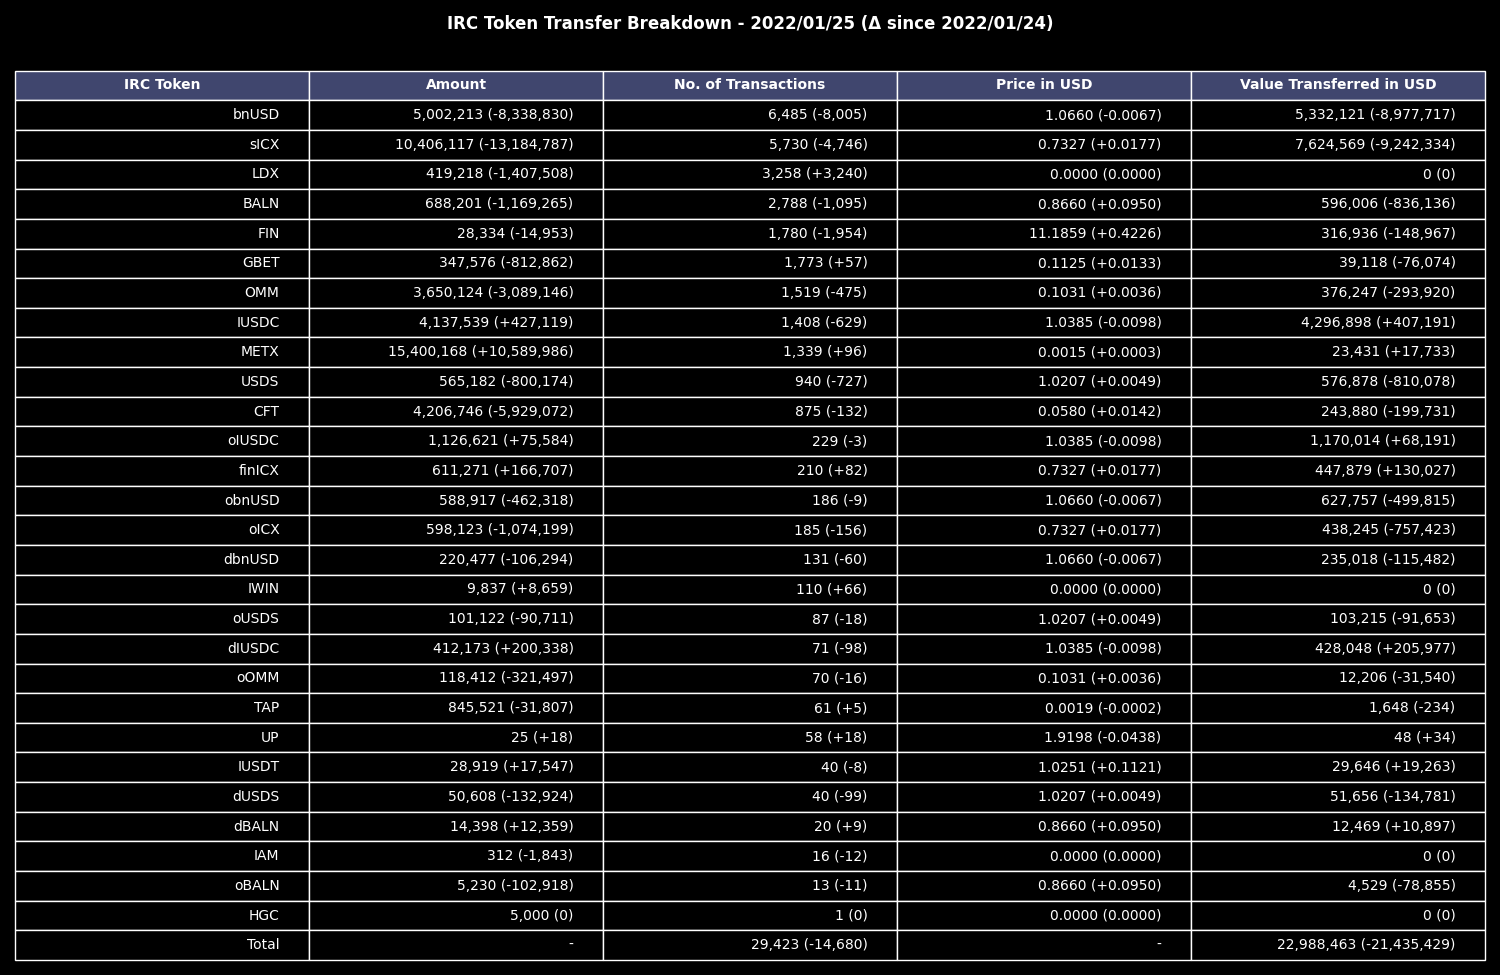 IRC Token Transfer Breakdown - 2022/01/25 (Δ since 2022/01/24)
IRC Token Amount No. of Transactions Price in USD Value Transferred in USD
bnUSD 5,002,213 (-8,338,830) 6,485 (-8,005) 1.0660 (-0.0067) 5,332,121 (-8,977,717)
sICX 10,406,117 (-13,184,787) 5,730 (-4,746) 0.7327 (+0.0177) 7,624,569 (-9,242,334)
LDX 419,218 (-1,407,508) 3,258 (+3,240) 0.0000 (0.0000) 0 (0)
BALN 688,201 (-1,169,265) 2,788 (-1,095) 0.8660 (+0.0950) 596,006 (-836,136)
FIN 28,334 (-14,953) 1,780 (-1,954) 11.1859 (+0.4226) 316,936 (-148,967)
GBET 347,576 (-812,862) 1,773 (+57) 0.1125 (+0.0133) 39,118 (-76,074)
OMM 3,650,124 (-3,089,146) 1,519 (-475) 0.1031 (+0.0036) 376,247 (-293,920)
IUSDC 4,137,539 (+427,119) 1,408 (-629) 1.0385 (-0.0098) 4,296,898 (+407,191)
METX 15,400,168 (+10,589,986) 1,339 (+96) 0.0015 (+0.0003) 23,431 (+17,733)
USDS 565,182 (-800,174) 940 (-727) 1.0207 (+0.0049) 576,878 (-810,078)
CFT 4,206,746 (-5,929,072) 875 (-132) 0.0580 (+0.0142) 243,880 (-199,731)
oIUSDC 1,126,621 (+75,584) 229 (-3) 1.0385 (-0.0098) 1,170,014 (+68,191)
finICX 611,271 (+166,707) 210 (+82) 0.7327 (+0.0177) 447,879 (+130,027)
obnUSD 588,917 (-462,318) 186 (-9) 1.0660 (-0.0067) 627,757 (-499,815)
oICX 598,123 (-1,074,199) 185 (-156) 0.7327 (+0.0177) 438,245 (-757,423)
dbnUSD 220,477 (-106,294) 131 (-60) 1.0660 (-0.0067) 235,018 (-115,482)
IWIN 9,837 (+8,659) 110 (+66) 0.0000 (0.0000) 0 (0)
oUSDS 101,122 (-90,711) 87 (-18) 1.0207 (+0.0049) 103,215 (-91,653)
dIUSDC 412,173 (+200,338) 71 (-98) 1.0385 (-0.0098) 428,048 (+205,977)
oOMM 118,412 (-321,497) 70 (-16) 0.1031 (+0.0036) 12,206 (-31,540)
TAP 845,521 (-31,807) 61 (+5) 0.0019 (-0.0002) 1,648 (-234)
UP 25 (+18) 58 (+18) 1.9198 (-0.0438) 48 (+34)
IUSDT 28,919 (+17,547) 40 (-8) 1.0251 (+0.1121) 29,646 (+19,263)
dUSDS 50,608 (-132,924) 40 (-99) 1.0207 (+0.0049) 51,656 (-134,781)
dBALN 14,398 (+12,359) 20 (+9) 0.8660 (+0.0950) 12,469 (+10,897)
IAM 312 (-1,843) 16 (-12) 0.0000 (0.0000) 0 (0)
oBALN 5,230 (-102,918) 13 (-11) 0.8660 (+0.0950) 4,529 (-78,855)
HGC 5,000 (0) 1 (0) 0.0000 (0.0000) 0 (0)
Total - 29,423 (-14,680) - 22,988,463 (-21,435,429)